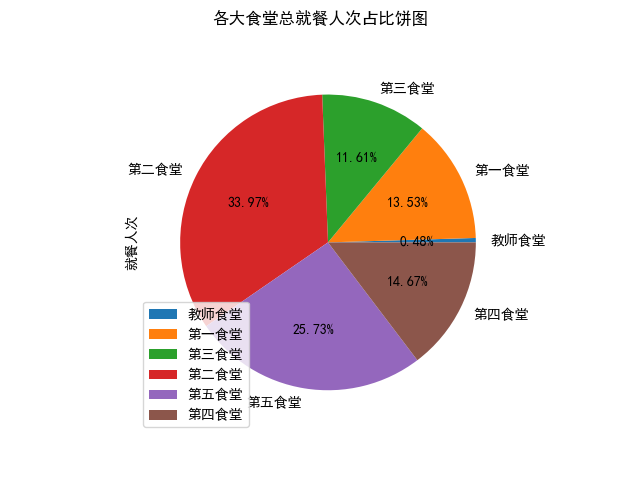 各大食堂总就餐人次占比饼图
第三食堂
第二食堂
第一食堂
11.61%
33.97%
13.53%
就餐人次
0.48%
教师食堂
14.67%
第四食堂
25.73%
第五食堂
教师食堂
第一食堂
第三食堂
第二食堂
第五食堂
第四食堂